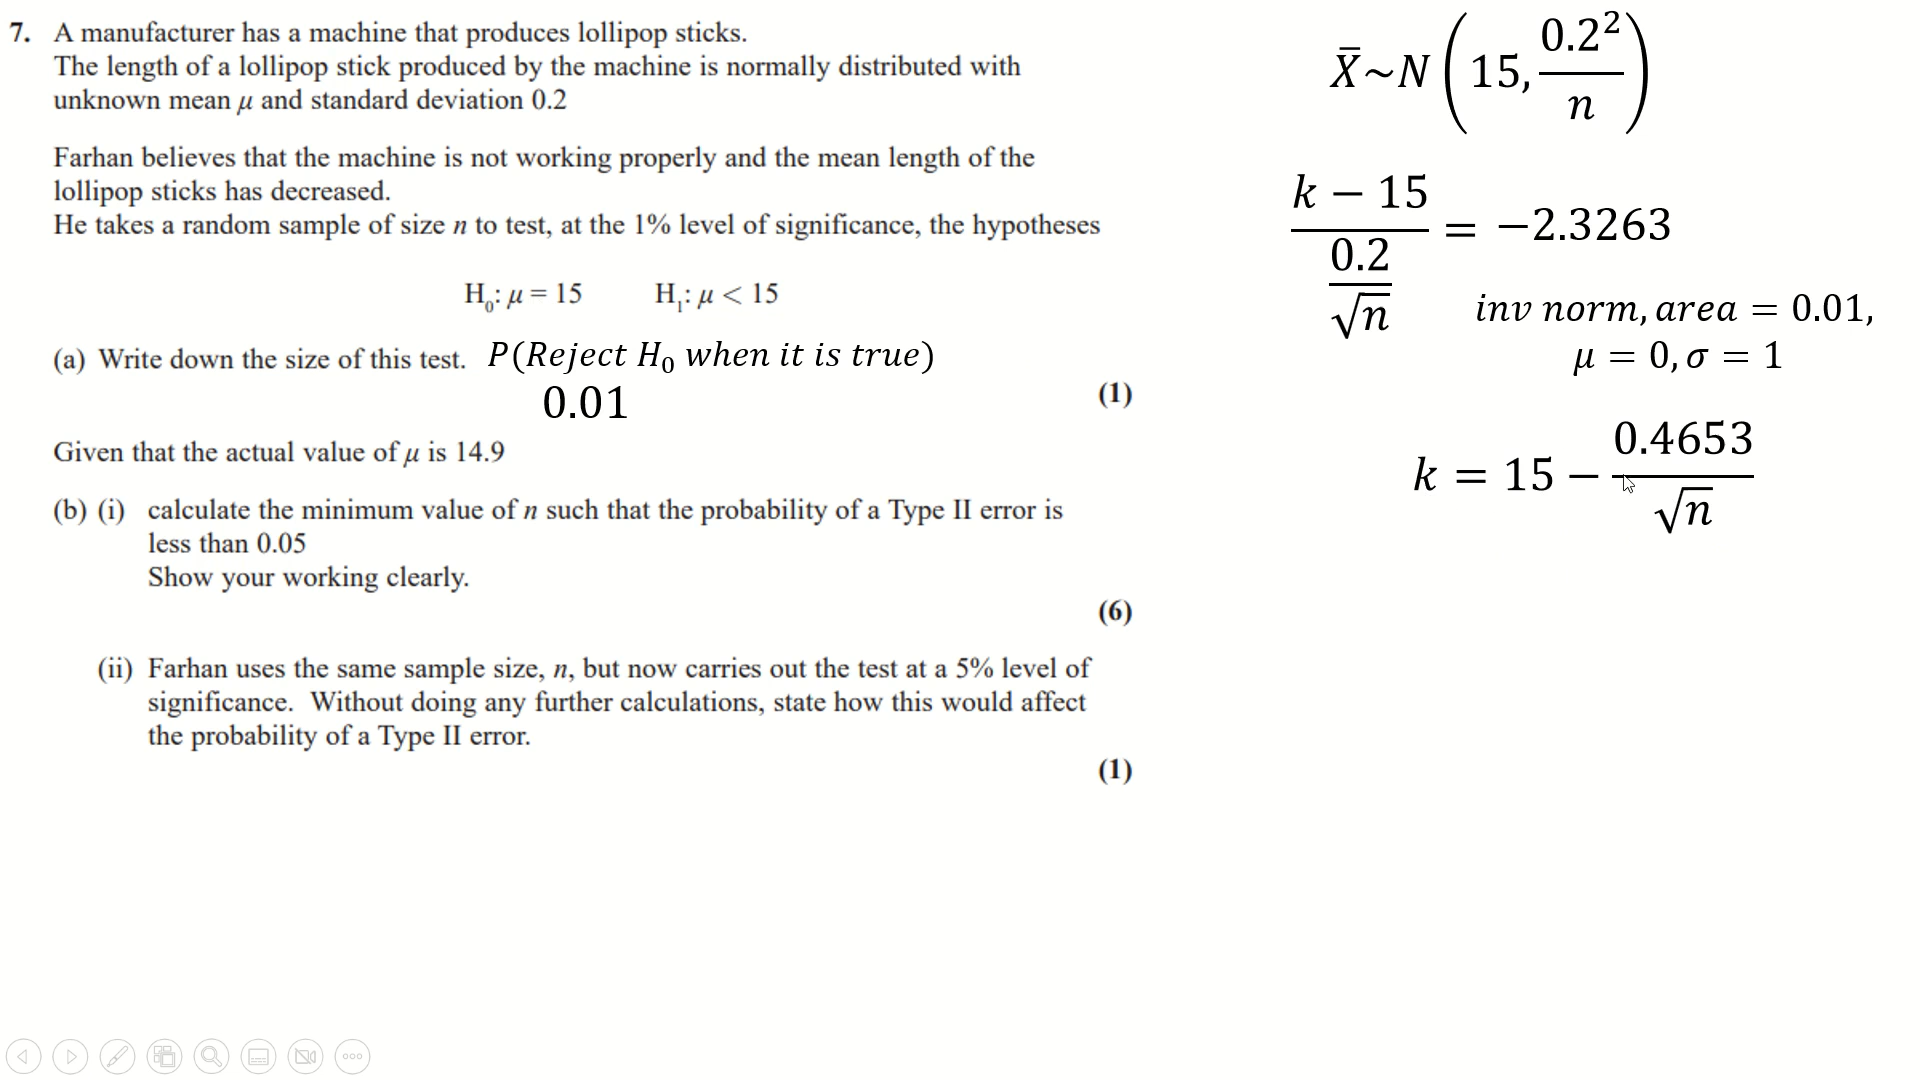 7. A manufacturer has a machine that produces lollipop sticks.
The length of a lollipop stick produced by the machine is normally distributed with
unknown mean μ and standard deviation 0.2
Farhan believes that the machine is not working properly and the mean length of the
lollipop sticks has decreased.
He takes a random sample of size n to test, at the 1% level of significance, the hypotheses
H₀: μ = 15 H₁: μ < 15
(a) Write down the size of this test. P(Reject H₀ when it is true)
0.01 (1)
Given that the actual value of μ is 14.9
(b) (i) calculate the minimum value of n such that the probability of a Type II error is
less than 0.05
Show your working clearly.
(6)
(ii) Farhan uses the same sample size, n, but now carries out the test at a 5% level of
significance. Without doing any further calculations, state how this would affect
the probability of a Type II error.
(1)
X̄~N(15, 0.2²/n)
(k − 15)/(0.2/√n) = −2.3263
inv norm, area = 0.01,
μ = 0, σ = 1
k = 15 − 0.4653/√n